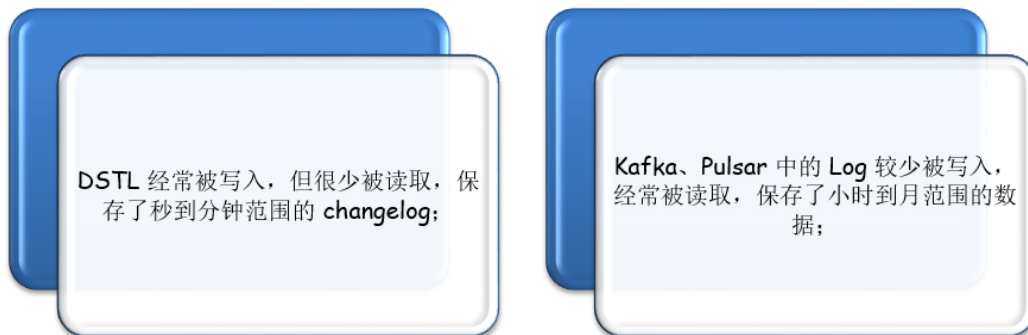 DSTL 经常被写入，但很少被读取，保
存了秒到分钟范围的 changelog；
Kafka、Pulsar 中的 Log 较少被写入，
经常被读取，保存了小时到月范围的数
据；